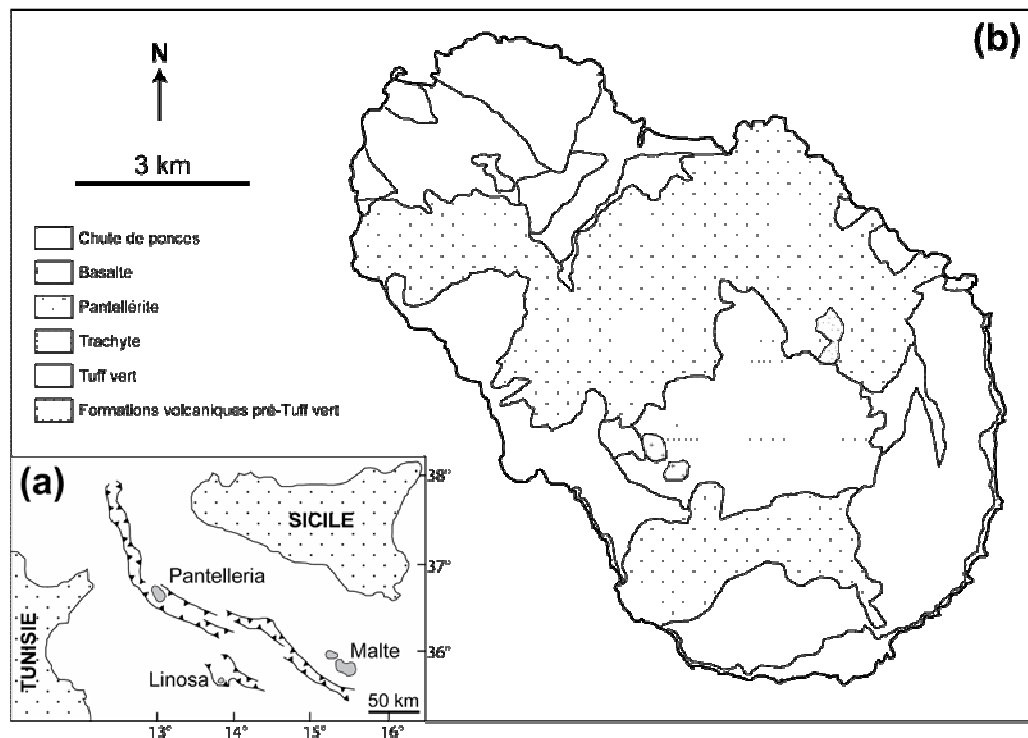 (b)
N
3 km
Chute de ponces
Basalte
Pantellérite
Trachyte
Tuff vert
Formations volcaniques pré-Tuff vert
(a)
38°
SICILE
37°
Pantelleria
TUNISIE
36°
Malte
Linosa
50 km
13° 14° 15° 16°